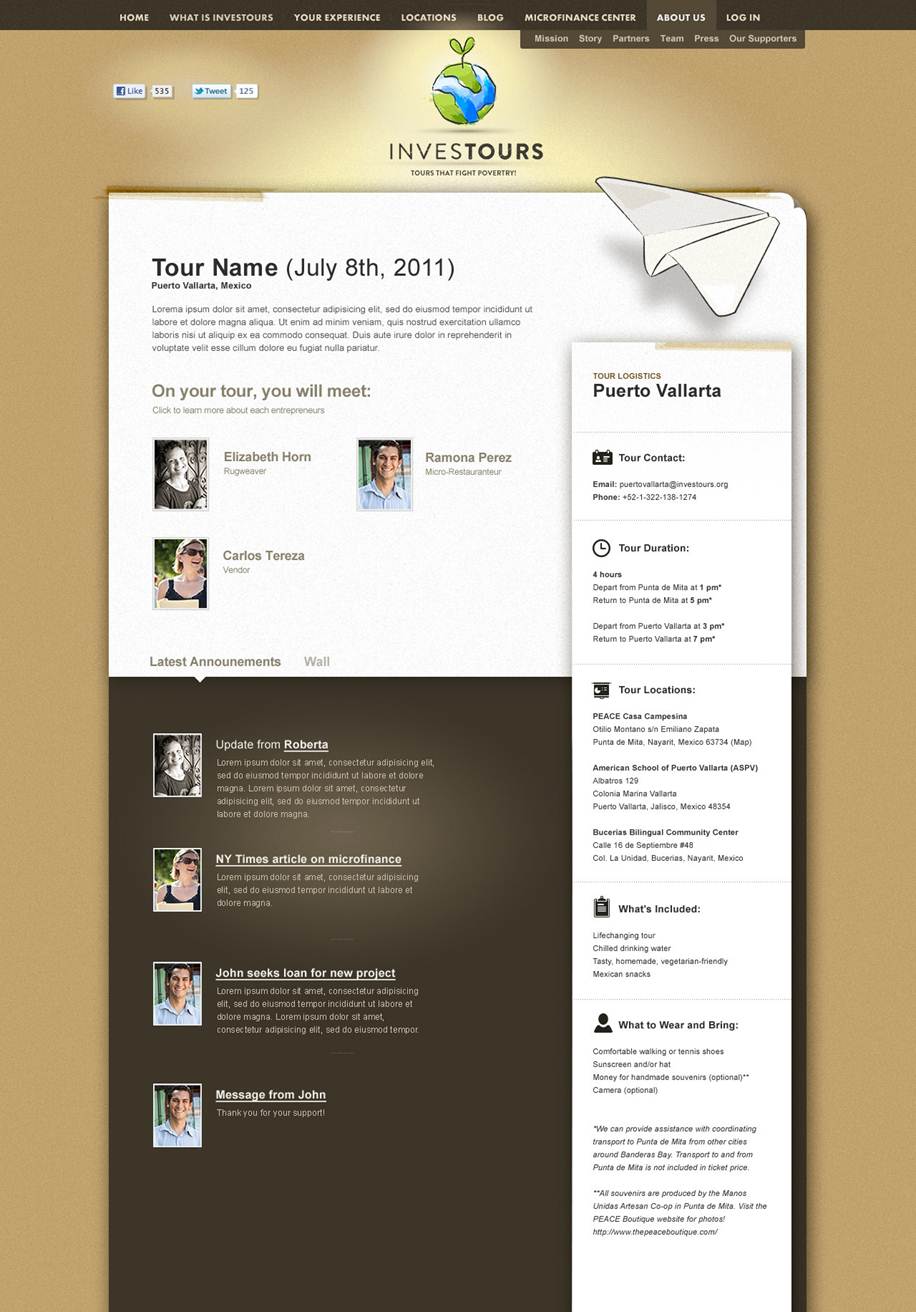 HOME WHAT IS INVESTOURS YOUR EXPERIENCE LOCATIONS BLOG MICROFINANCE CENTER ABOUT US LOG IN
Mission Story Partners Team Press Our Supporters
Like 535 Tweet 125
INVESTOURS
TOURS THAT FIGHT POVERTRY!
Tour Name (July 8th, 2011)
Puerto Vallarta, Mexico
Lorema ipsum dolor sit amet, consectetur adipisicing elit, sed do eiusmod tempor incididunt ut
labore et dolore magna aliqua. Ut enim ad minim veniam, quis nostrud exercitation ullamco
laboris nisi ut aliquip ex ea commodo consequat. Duis aute irure dolor in reprehenderit in
voluptate velit esse cillum dolore eu fugiat nulla pariatur.
On your tour, you will meet:
Click to learn more about each entrepreneurs
Elizabeth Horn
Rugweaver
Ramona Perez
Micro-Restauranteur
Carlos Tereza
Vendor
Latest Announements Wall
Update from Roberta
Lorem ipsum dolor sit amet, consectetur adipisicing elit,
sed do eiusmod tempor incididunt ut labore et dolore
magna. Lorem ipsum dolor sit amet, consectetur
adipisicing elit, sed do eiusmod tempor incididunt ut
labore et dolore magna.
NY Times article on microfinance
Lorem ipsum dolor sit amet, consectetur adipisicing
elit, sed do eiusmod tempor incididunt ut labore et
dolore magna.
John seeks loan for new project
Lorem ipsum dolor sit amet, consectetur adipisicing
elit, sed do eiusmod tempor incididunt ut labore et
dolore magna. Lorem ipsum dolor sit amet,
consectetur adipisicing elit, sed do eiusmod tempor.
Message from John
Thank you for your support!
TOUR LOGISTICS
Puerto Vallarta
Tour Contact:
Email: puertovallarta@investours.org
Phone: +52-1-322-138-1274
Tour Duration:
4 hours
Depart from Punta de Mita at 1 pm*
Return to Punta de Mita at 5 pm*
Depart from Puerto Vallarta at 3 pm*
Return to Puerto Vallarta at 7 pm*
Tour Locations:
PEACE Casa Campesina
Otilio Montano s/n Emiliano Zapata
Punta de Mita, Nayarit, Mexico 63734 (Map)
American School of Puerto Vallarta (ASPV)
Albatros 129
Colonia Marina Vallarta
Puerto Vallarta, Jalisco, Mexico 48354
Bucerias Bilingual Community Center
Calle 16 de Septiembre #48
Col. La Unidad, Bucerias, Nayarit, Mexico
What's Included:
Lifechanging tour
Chilled drinking water
Tasty, homemade, vegetarian-friendly
Mexican snacks
What to Wear and Bring:
Comfortable walking or tennis shoes
Sunscreen and/or hat
Money for handmade souvenirs (optional)**
Camera (optional)
*We can provide assistance with coordinating
transport to Punta de Mita from other cities
around Banderas Bay. Transport to and from
Punta de Mita is not included in ticket price.
**All souvenirs are produced by the Manos
Unidas Artesan Co-op in Punta de Mita. Visit the
PEACE Boutique website for photos!
http://www.thepeaceboutique.com/